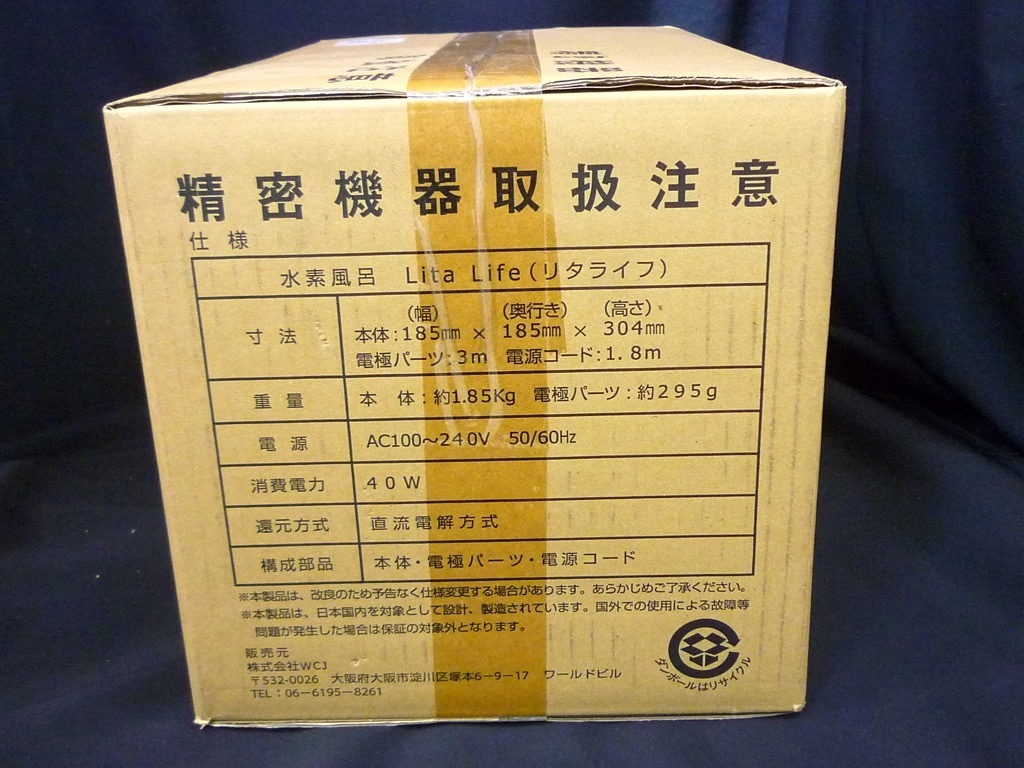 精密機器取扱注意
仕様
水素風呂 Lita Life(リタライフ)
(幅) (奥行き) (高さ)
寸法 本体:185㎜ × 185㎜ × 304㎜
電極パーツ:3m 電源コード:1.8m
重量 本体:約1.85Kg 電極パーツ:約295g
電源 AC100〜240V 50/60Hz
消費電力 40W
還元方式 直流電解方式
構成部品 本体・電極パーツ・電源コード
※本製品は、改良のため予告なく仕様変更する場合があります。あらかじめご了承ください。
※本製品は、日本国内を対象として設計、製造されています。国外での使用による故障等
問題が発生した場合は保証の対象外となります。
販売元
株式会社WCJ
〒532-0026 大阪府大阪市淀川区塚本6-9-17 ワールドビル
TEL:06-6195-8261
ダンボールはリサイクル